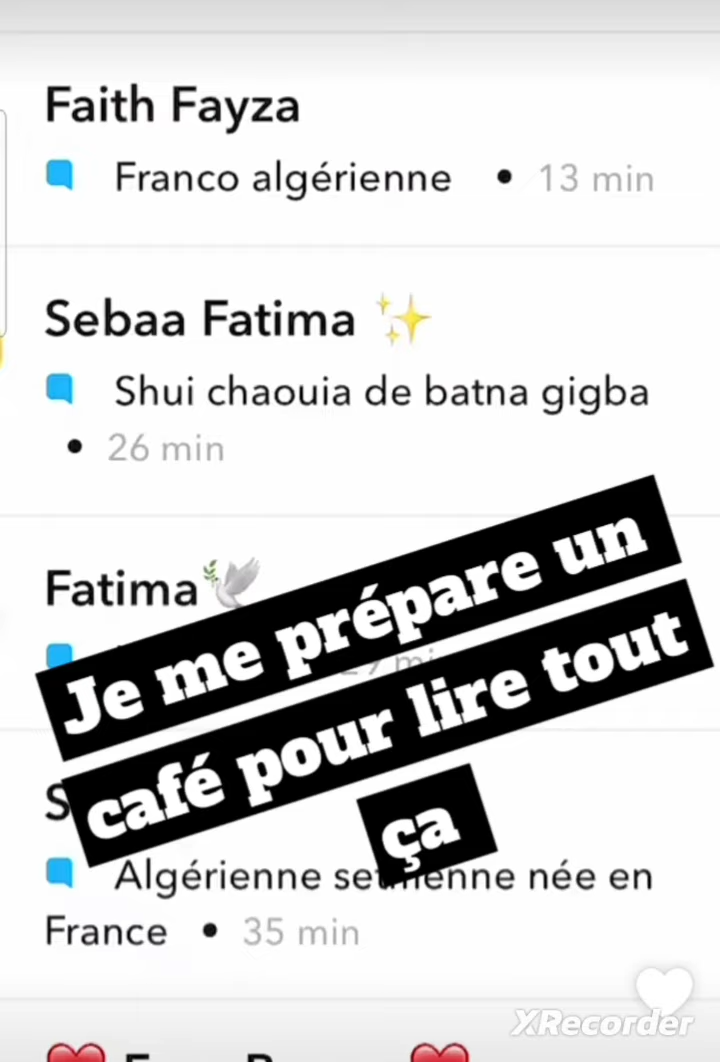 Faith Fayza
Franco algérienne • 13 min
Sebaa Fatima ✨
Shui chaouia de batna gigba
• 26 min
Fatima🕊️
Je me prépare un
café pour lire tout
ça
Algérienne née en
France • 35 min
XRecorder